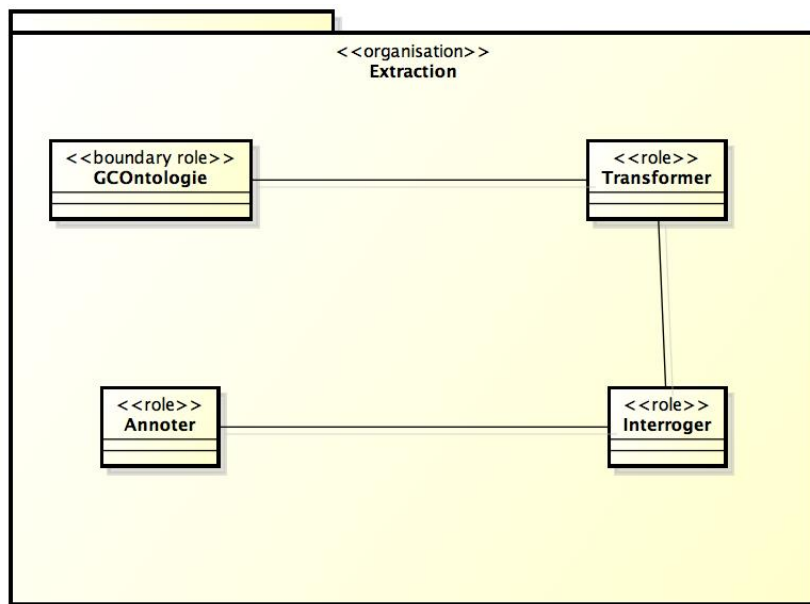 <<organisation>>
Extraction
<<boundary role>>
GCOntologie
<<role>>
Transformer
<<role>>
Annoter
<<role>>
Interroger